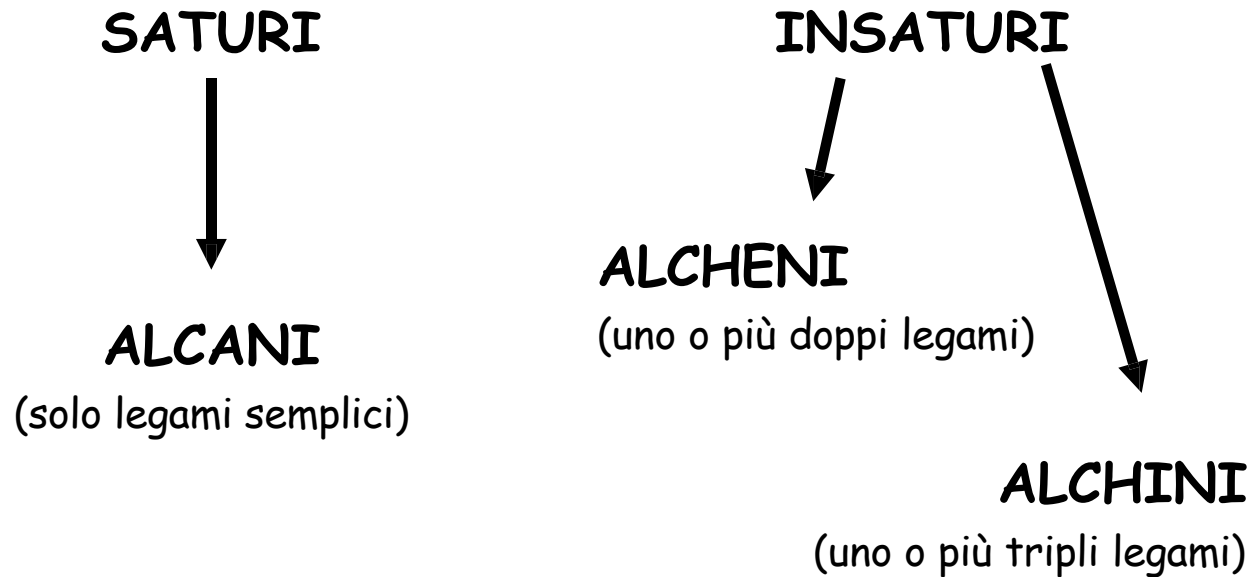 SATURI
INSATURI
ALCHENI
(uno o più doppi legami)
ALCANI
(solo legami semplici)
ALCHINI
(uno o più tripli legami)